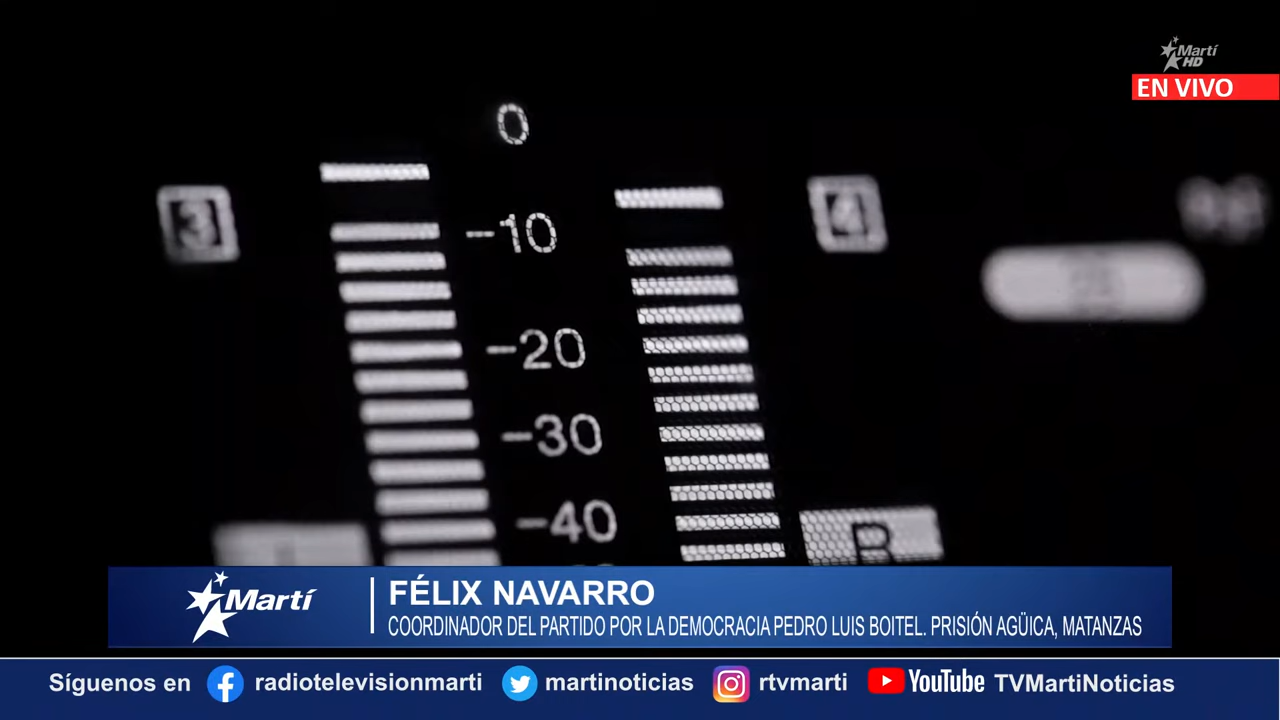 Martí
HD
EN VIVO
0
3
4
-10
-20
-30
-40
R
Martí
FÉLIX NAVARRO
COORDINADOR DEL PARTIDO POR LA DEMOCRACIA PEDRO LUIS BOITEL. PRISIÓN AGÜICA, MATANZAS
Síguenos en radiotelevisionmarti martinoticias rtvmarti YouTube TVMartiNoticias